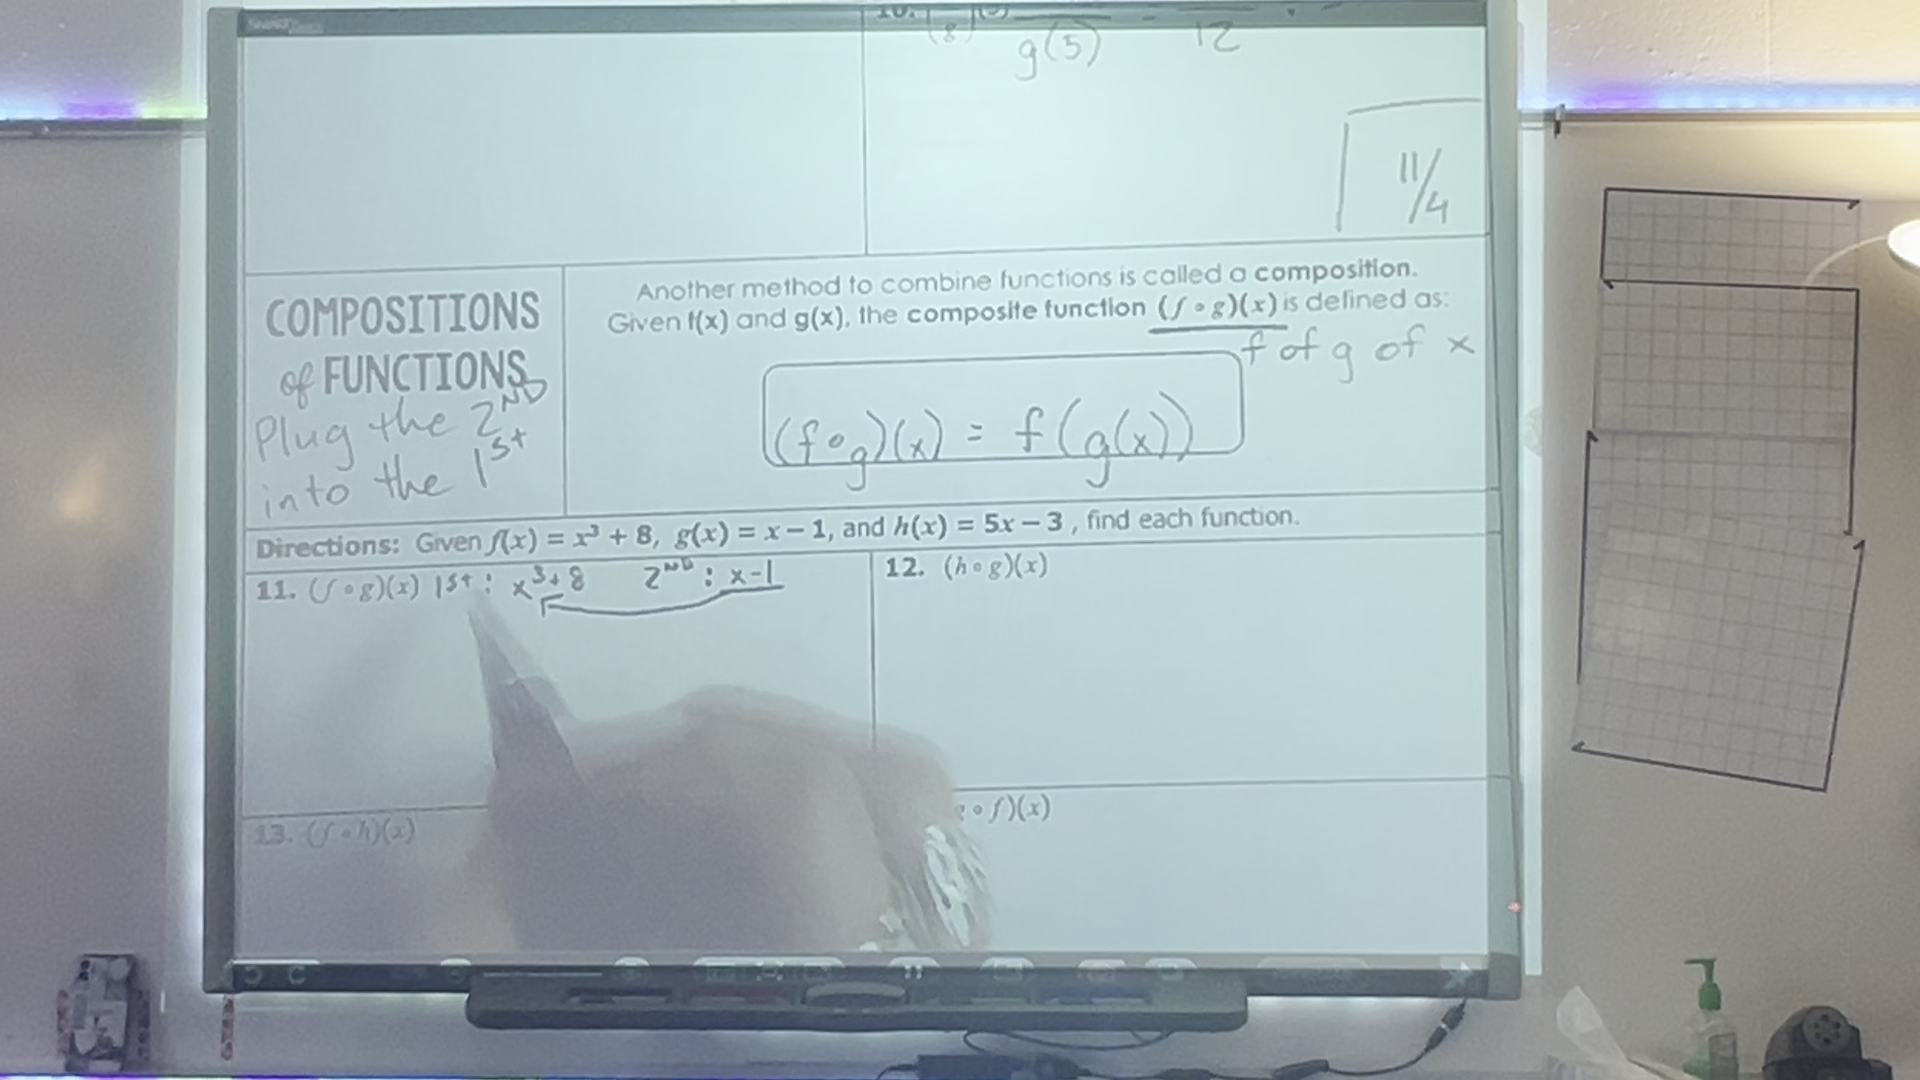 g(5) 12
11/4
COMPOSITIONS
of FUNCTIONS
Plug the 2ND
into the 1st
Another method to combine functions is called a composition.
Given f(x) and g(x), the composite function (f ∘ g)(x) is defined as:
f of g of x
(f∘g)(x) = f(g(x))
Directions: Given f(x) = x³ + 8, g(x) = x − 1, and h(x) = 5x − 3, find each function.
11. (f ∘ g)(x) 1st: x³+8 2ND: x-1
12. (h ∘ g)(x)
13. (f ∘ h)(x)
∘ f)(x)